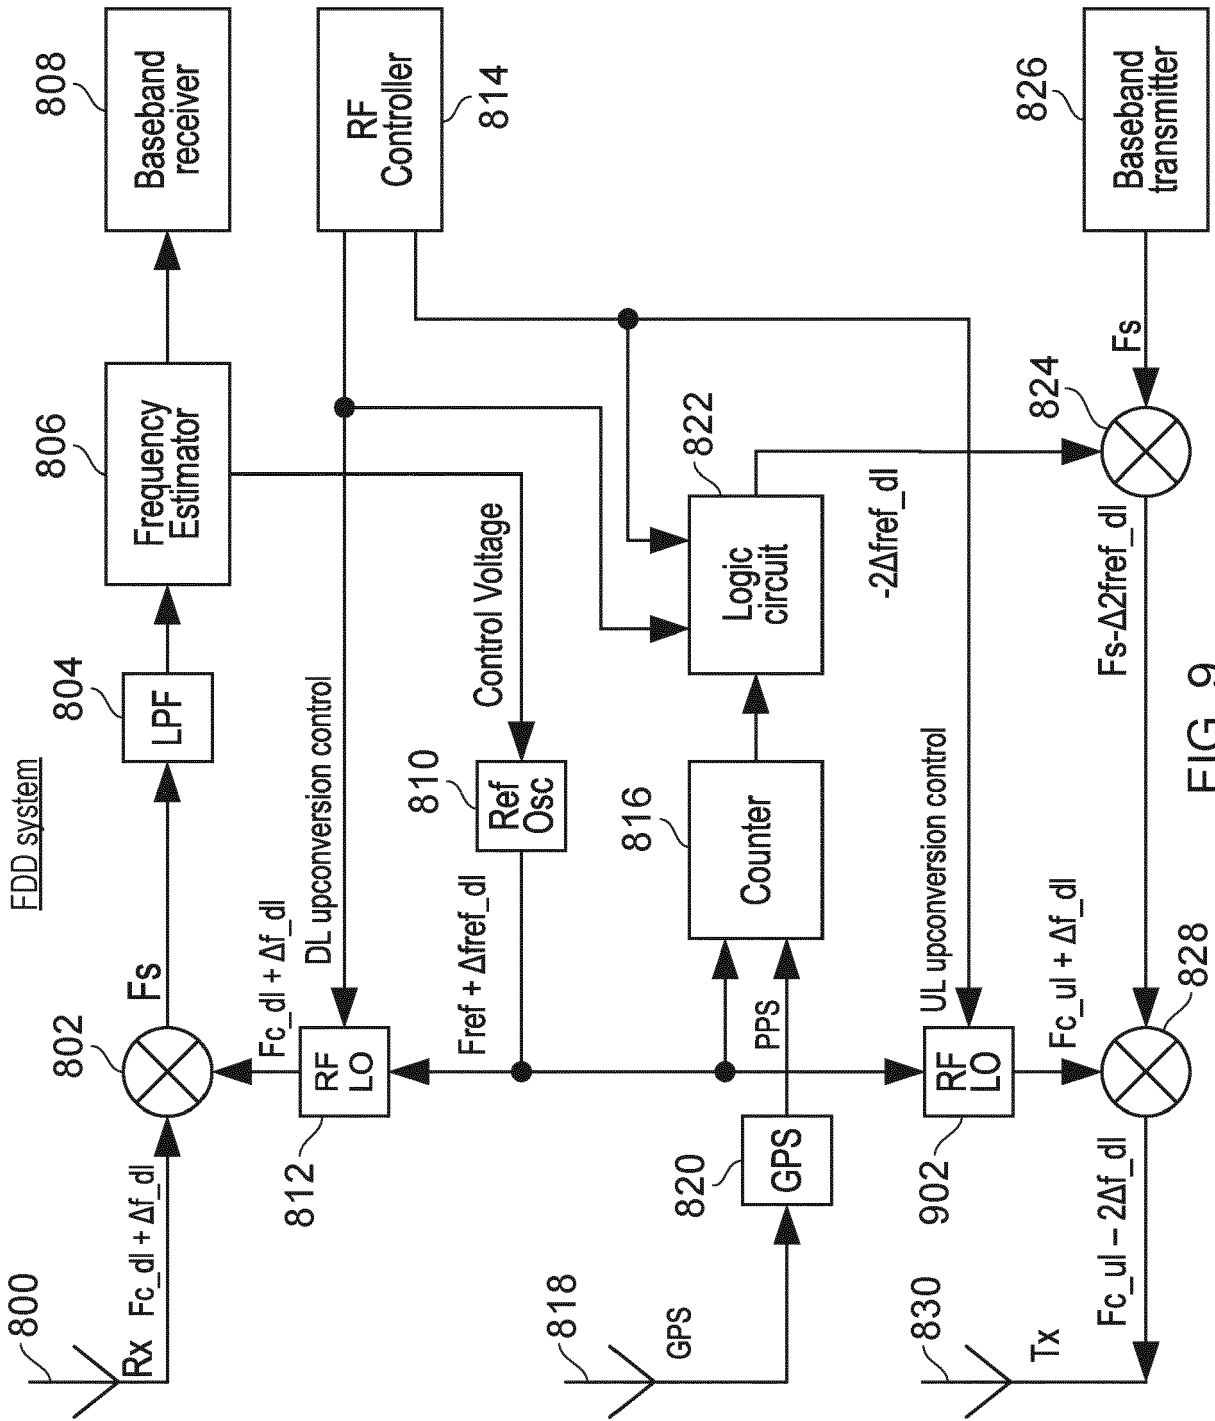 FDD system
800
Rx
Fc_dl + Δf_dl
802
Fs
804
LPF
806
Frequency
Estimator
808
Baseband
receiver
Fc_dl + Δf_dl
812
RF
LO
DL upconversion control
RF
Controller
814
Fref + Δfref_dl
810
Ref
Osc
Control Voltage
818
GPS
820
GPS
PPS
816
Counter
822
Logic
circuit
-2Δfref_dl
902
RF
LO
UL upconversion control
Fc_ul + Δf_dl
830
Tx
Fc_ul – 2Δf_dl
828
Fs-Δ2fref_dl
824
Fs
826
Baseband
transmitter
FIG. 9